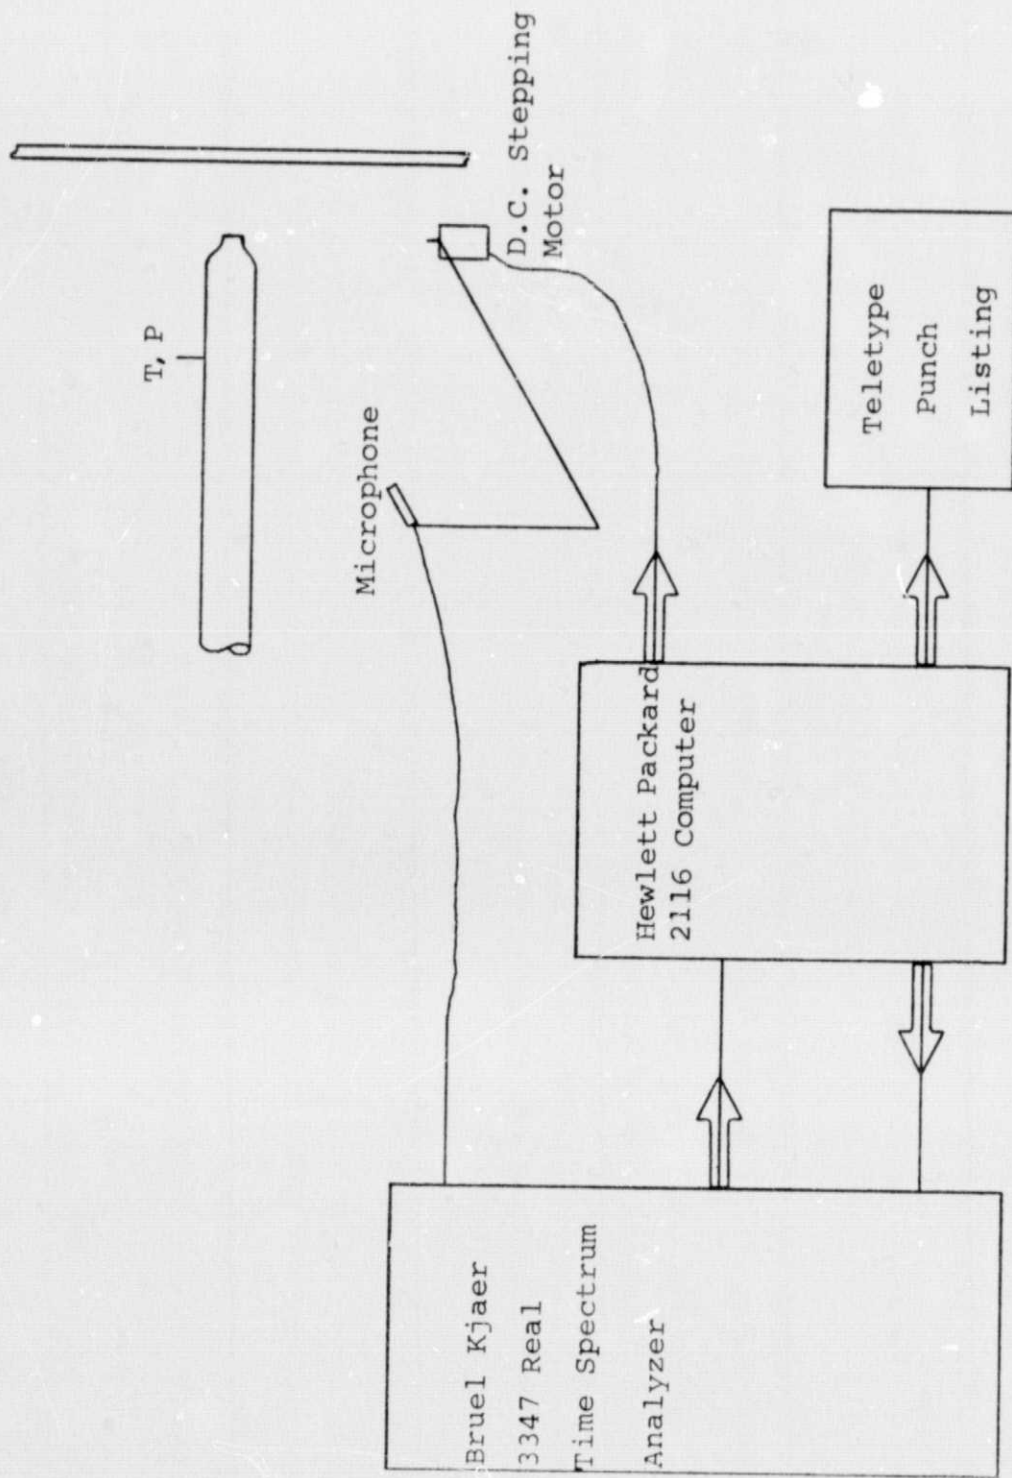 T, P
Microphone
D.C. Stepping
Motor
Bruel Kjaer
3347 Real
Time Spectrum
Analyzer
Hewlett Packard
2116 Computer
Teletype
Punch
Listing